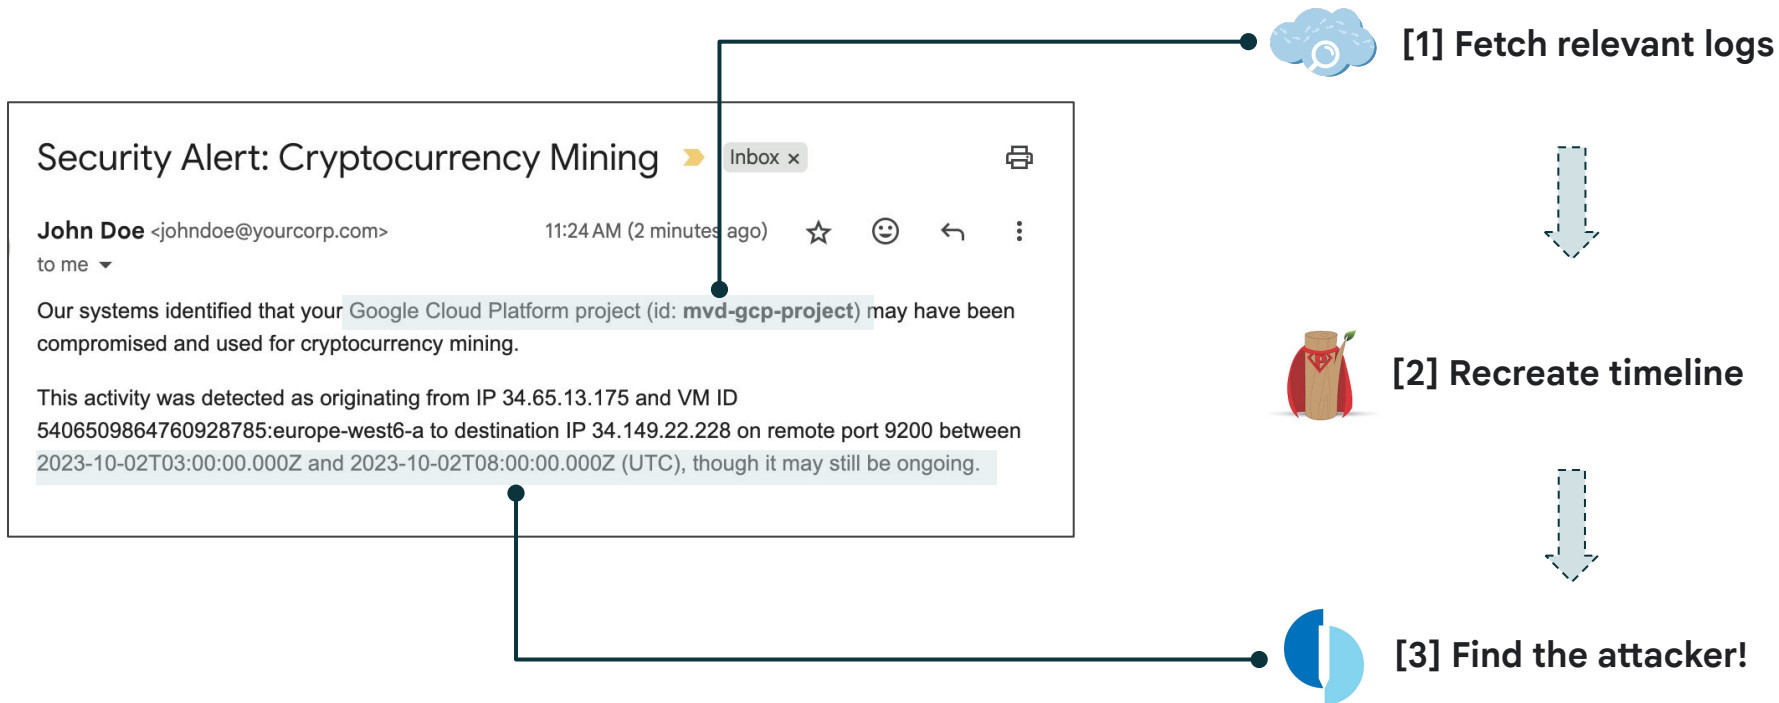 [1] Fetch relevant logs
Security Alert: Cryptocurrency Mining
Inbox ×
John Doe <johndoe@yourcorp.com>
11:24 AM (2 minutes ago)
to me
Our systems identified that your Google Cloud Platform project (id: mvd-gcp-project) may have been
compromised and used for cryptocurrency mining.
This activity was detected as originating from IP 34.65.13.175 and VM ID
5406509864760928785:europe-west6-a to destination IP 34.149.22.228 on remote port 9200 between
2023-10-02T03:00:00.000Z and 2023-10-02T08:00:00.000Z (UTC), though it may still be ongoing.
P
[2] Recreate timeline
[3] Find the attacker!